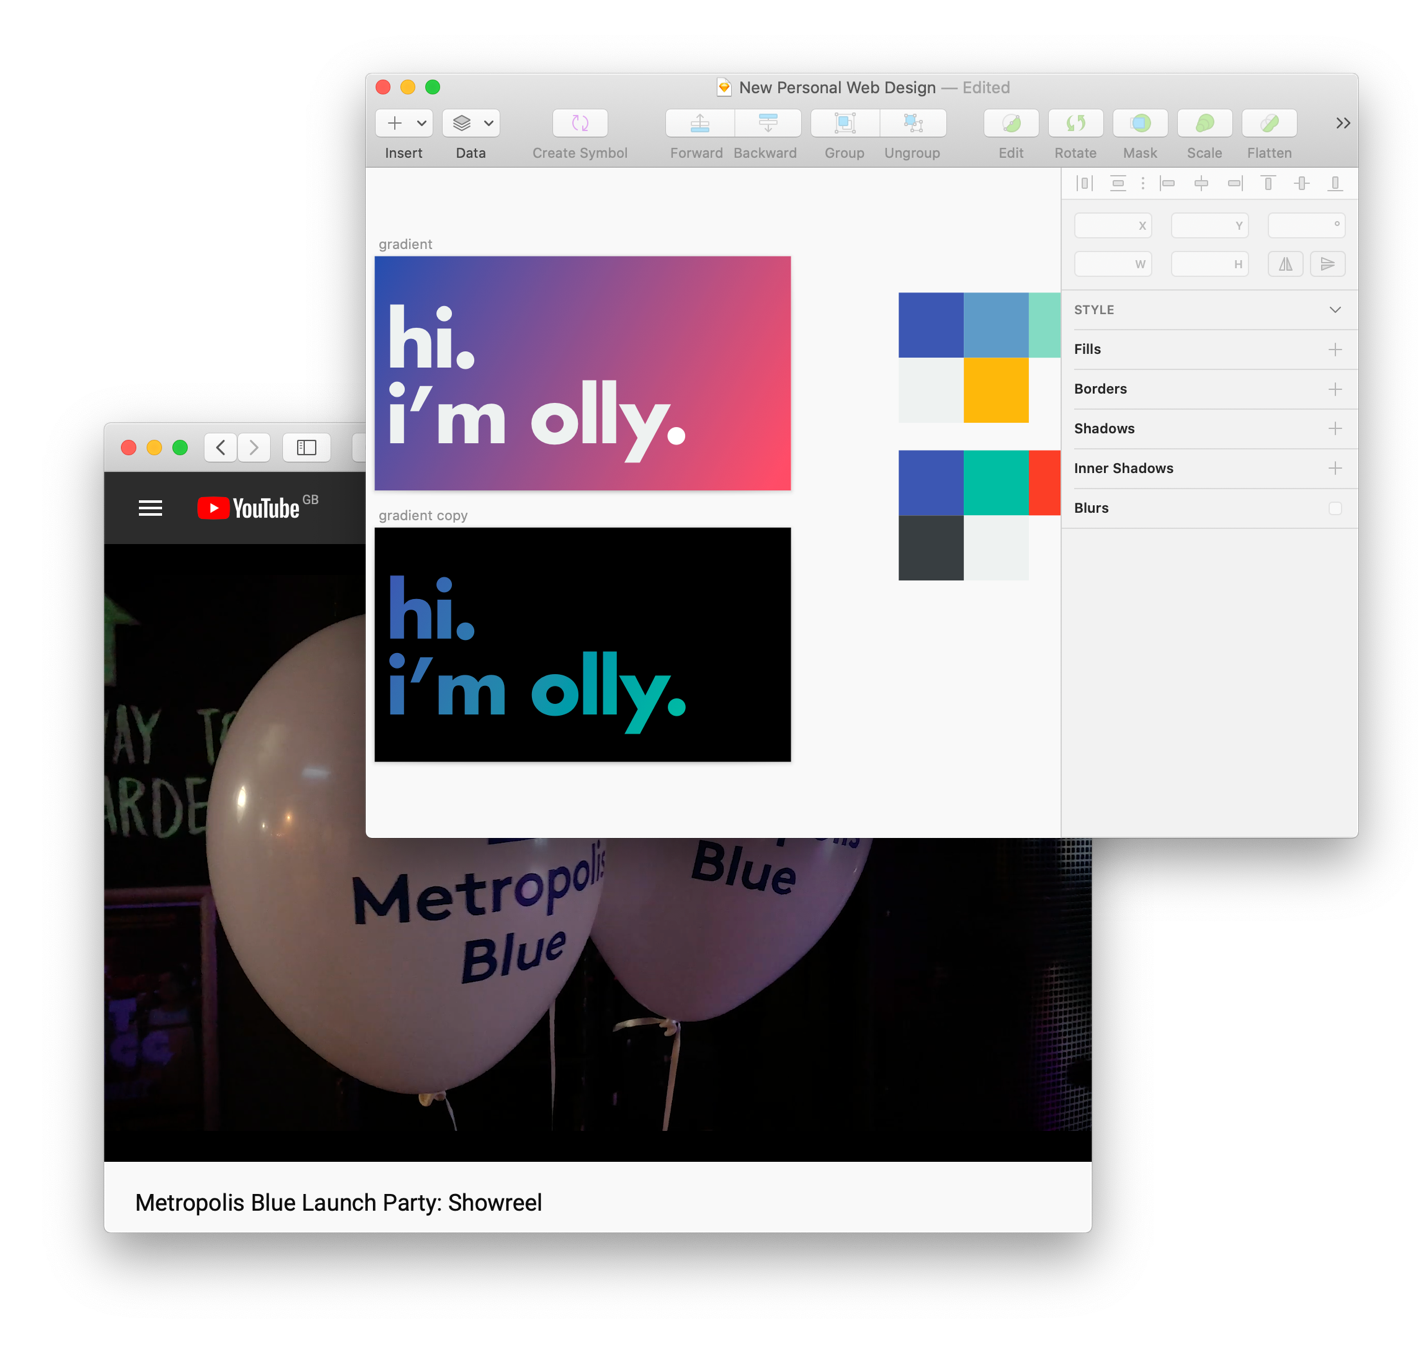 New Personal Web Design — Edited
Insert
Data
Create Symbol
Forward
Backward
Group
Ungroup
Edit
Rotate
Mask
Scale
Flatten
X
Y
°
W
H
STYLE
Fills
Borders
Shadows
Inner Shadows
Blurs
gradient
hi.
i’m olly.
gradient copy
hi.
i’m olly.
YouTube GB
Metropolis
Blue
Blue
Metropolis Blue Launch Party: Showreel